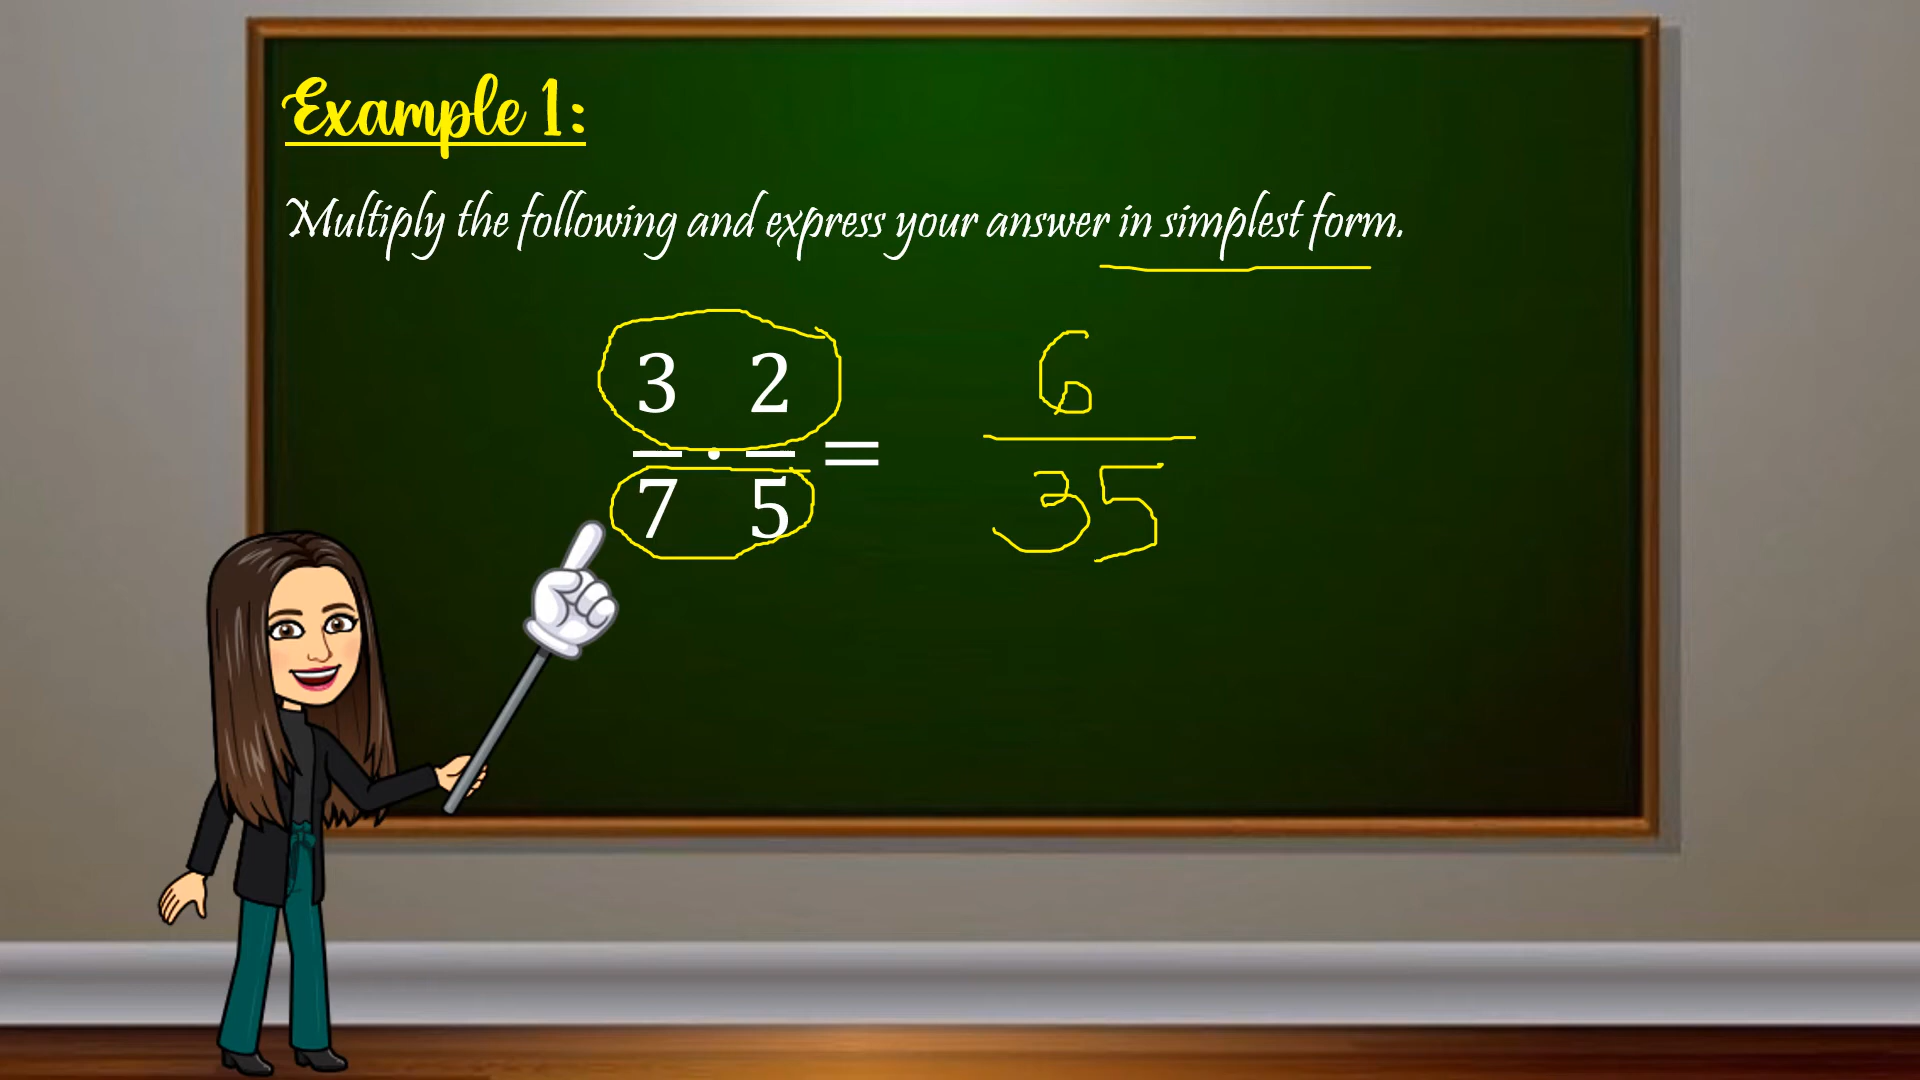 Example 1:
Multiply the following and express your answer in simplest form.
3 2 6
— · — = —
7 5 35